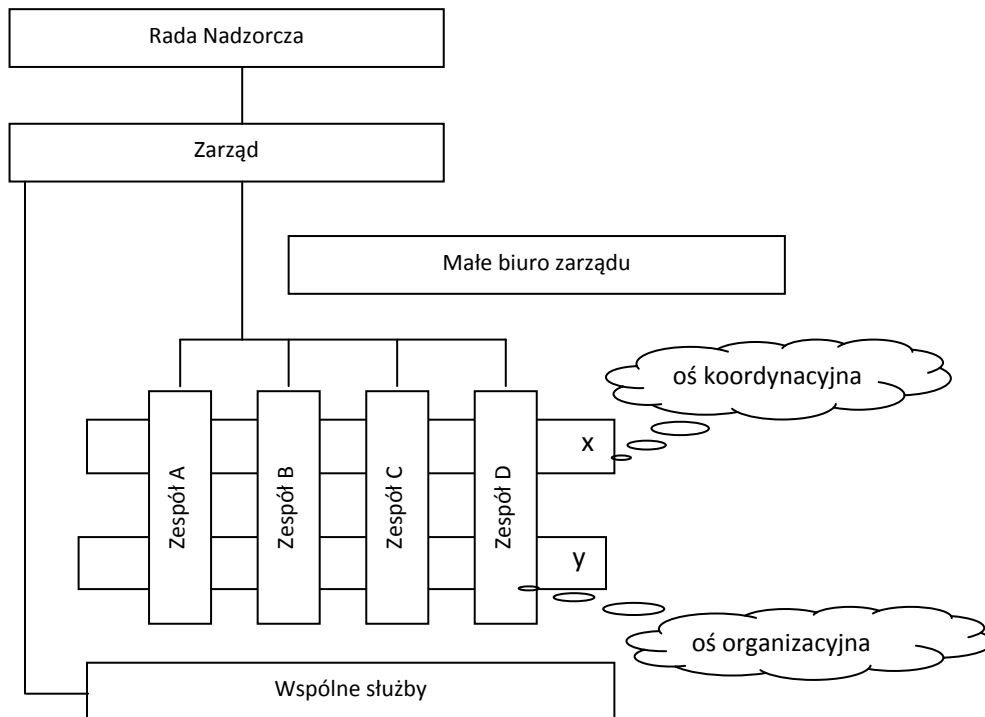 Rada Nadzorcza
Zarząd
Małe biuro zarządu
oś koordynacyjna
x
Zespół A
Zespół B
Zespół C
Zespół D
y
oś organizacyjna
Wspólne służby